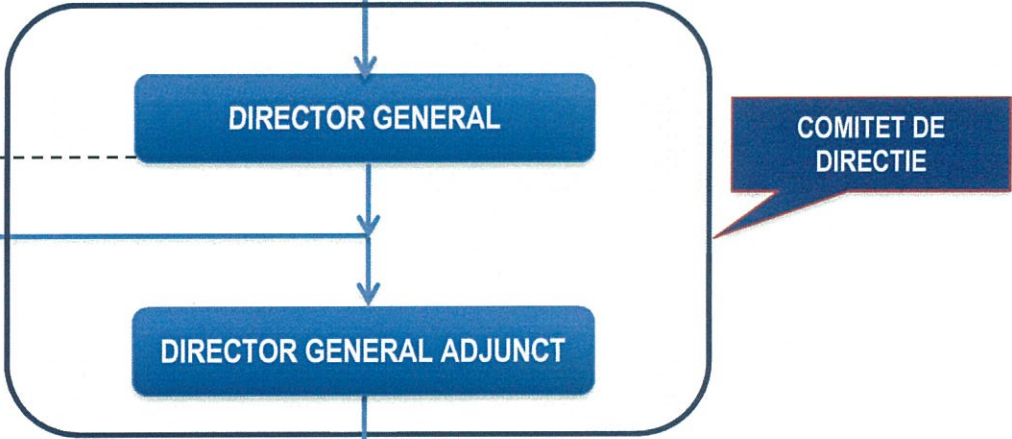 DIRECTOR GENERAL
COMITET DE
DIRECTIE
DIRECTOR GENERAL ADJUNCT